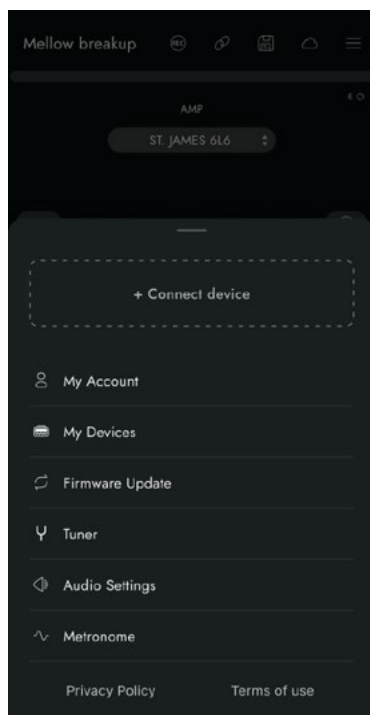 Mellow breakup REC
AMP
ST. JAMES 6L6
+ Connect device
My Account
My Devices
Firmware Update
Tuner
Audio Settings
Metronome
Privacy Policy Terms of use